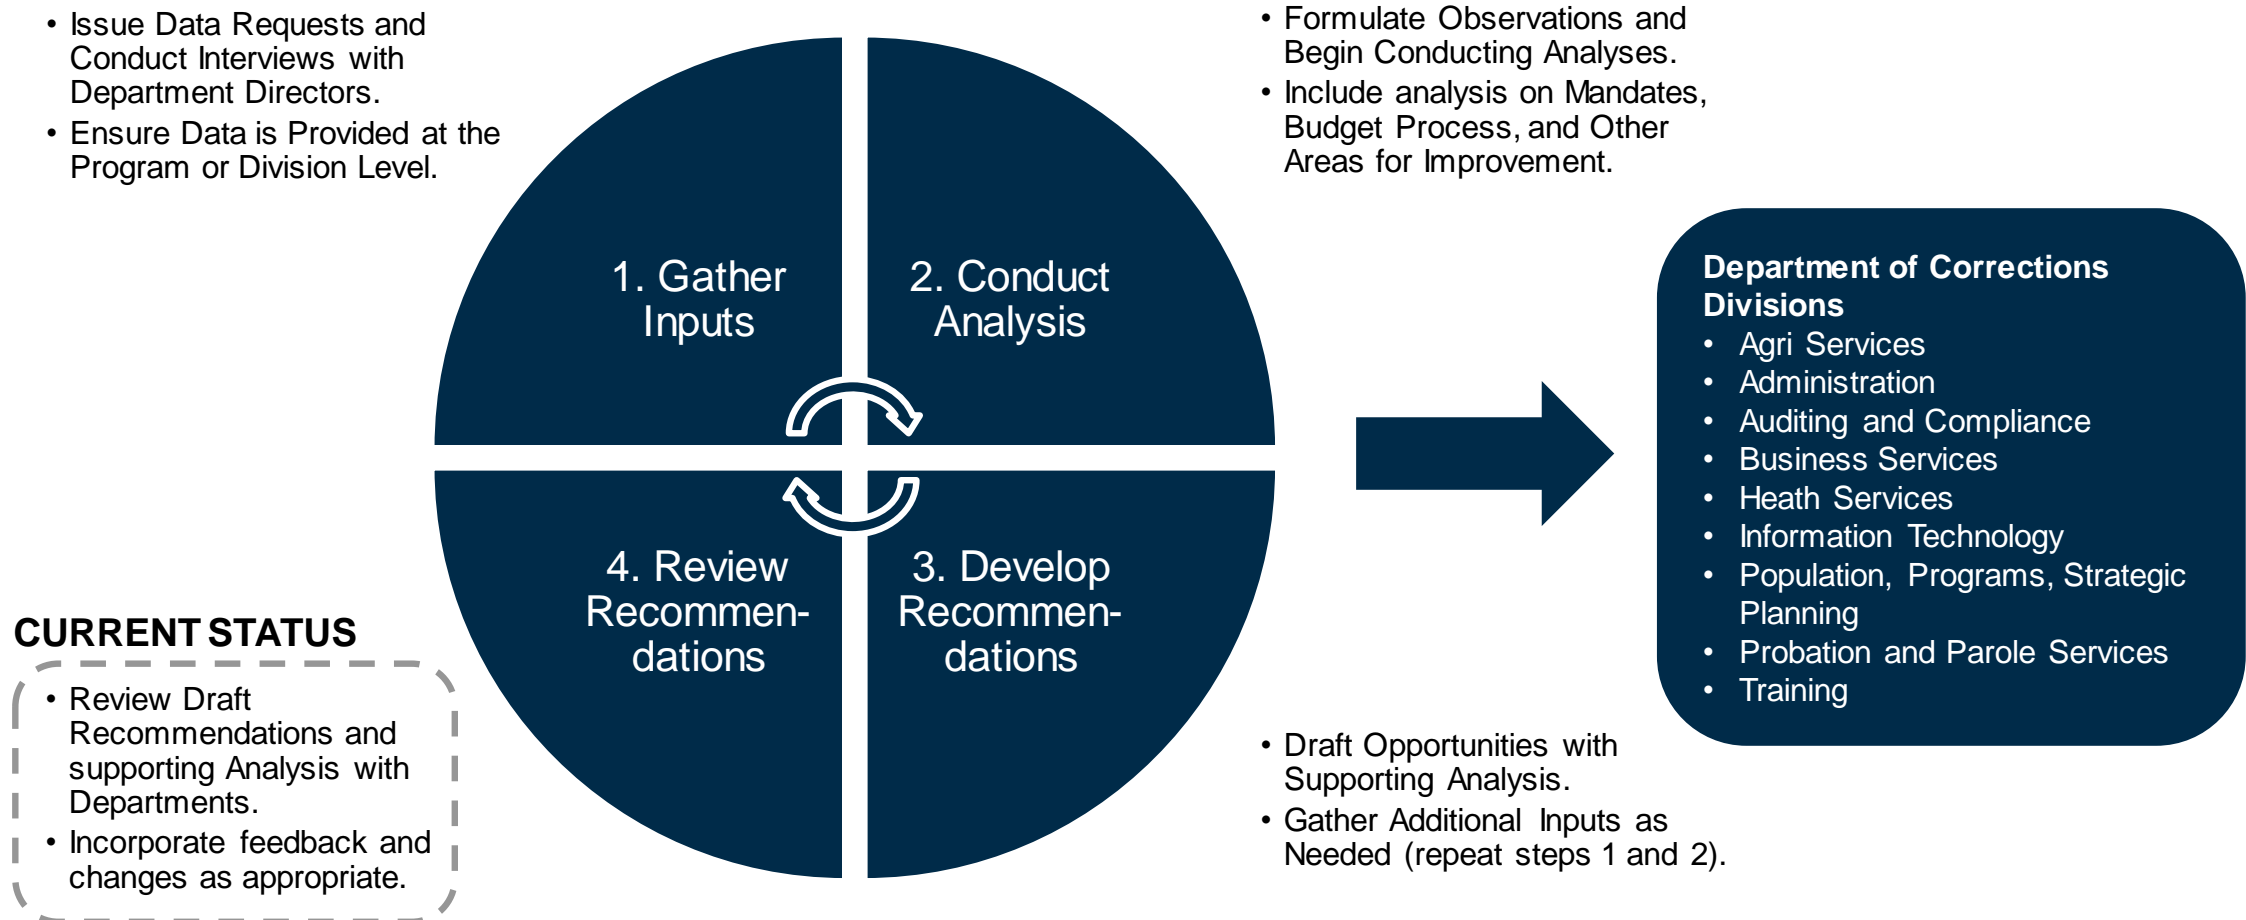 • Issue Data Requests and
Conduct Interviews with
Department Directors.
• Ensure Data is Provided at the
Program or Division Level.
• Formulate Observations and
Begin Conducting Analyses.
• Include analysis on Mandates,
Budget Process, and Other
Areas for Improvement.
1. Gather
Inputs
2. Conduct
Analysis
4. Review
Recommen-
dations
3. Develop
Recommen-
dations
CURRENT STATUS
• Review Draft
Recommendations and
supporting Analysis with
Departments.
• Incorporate feedback and
changes as appropriate.
• Draft Opportunities with
Supporting Analysis.
• Gather Additional Inputs as
Needed (repeat steps 1 and 2).
Department of Corrections
Divisions
• Agri Services
• Administration
• Auditing and Compliance
• Business Services
• Heath Services
• Information Technology
• Population, Programs, Strategic
Planning
• Probation and Parole Services
• Training